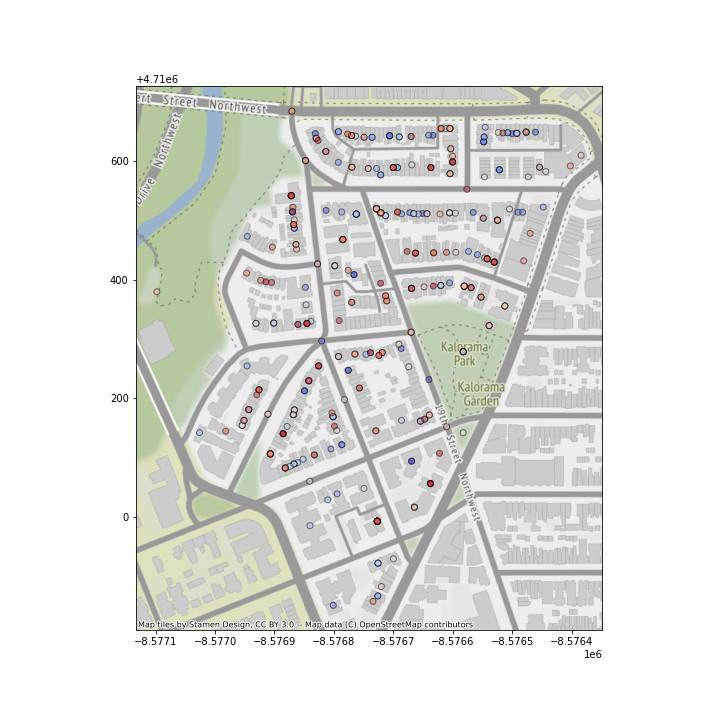 +4.71e6
ert Street Northwest
Drive Northwest
600
400
200
0
Kalorama
Park
Kalorama
Garden
19th Street Northwest
Map tiles by Stamen Design, CC BY 3.0 -- Map data (C) OpenStreetMap contributors
−8.5771 −8.5770 −8.5769 −8.5768 −8.5767 −8.5766 −8.5765 −8.5764
1e6